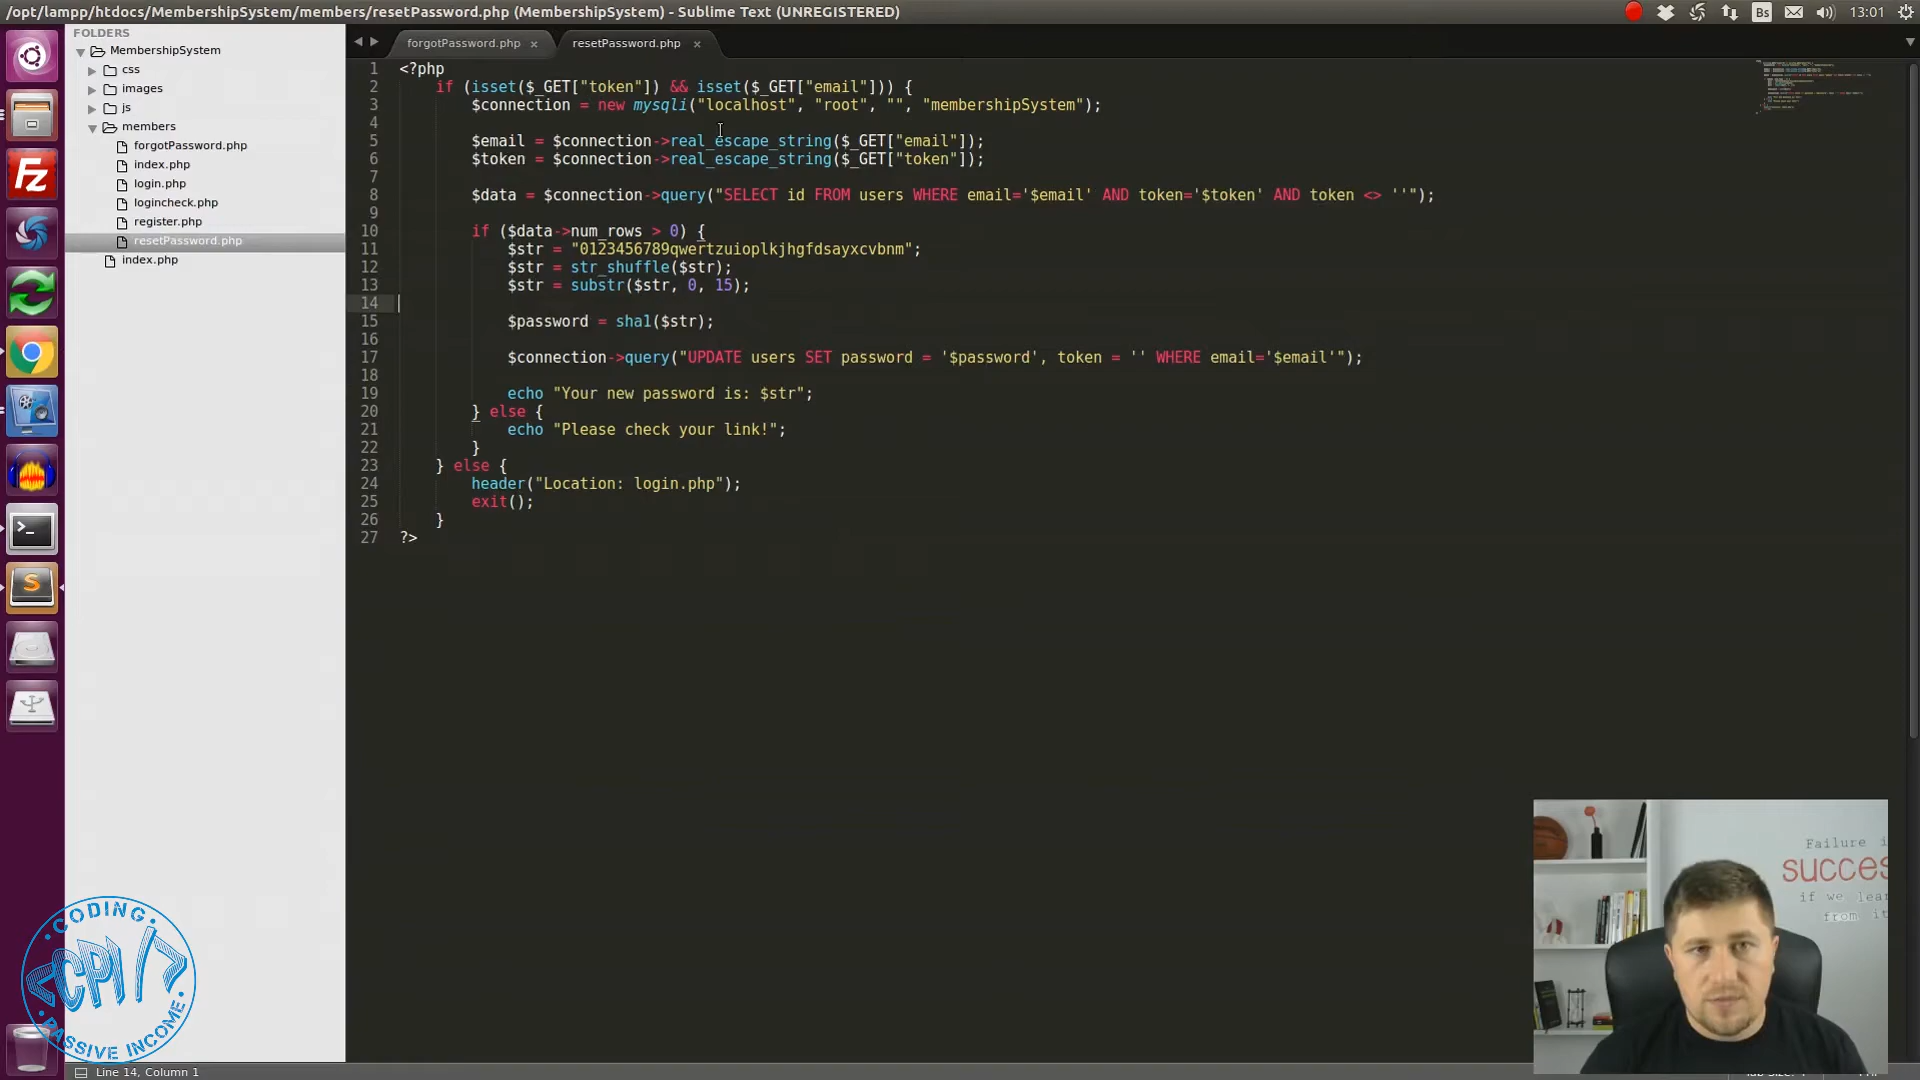 /opt/lampp/htdocs/MembershipSystem/members/resetPassword.php (MembershipSystem) - Sublime Text (UNREGISTERED)
Bs
13:01
FOLDERS
MembershipSystem
css
images
js
members
forgotPassword.php
index.php
login.php
logincheck.php
register.php
resetPassword.php
index.php
forgotPassword.php ×
resetPassword.php ×
1 <?php
2 if (isset($_GET["token"]) && isset($_GET["email"])) {
3 $connection = new mysqli("localhost", "root", "", "membershipSystem");
4
5 $email = $connection->real_escape_string($_GET["email"]);
6 $token = $connection->real_escape_string($_GET["token"]);
7
8 $data = $connection->query("SELECT id FROM users WHERE email='$email' AND token='$token' AND token <> ''");
9
10 if ($data->num_rows > 0) {
11 $str = "0123456789qwertzuioplkjhgfdsayxcvbnm";
12 $str = str_shuffle($str);
13 $str = substr($str, 0, 15);
14
15 $password = sha1($str);
16
17 $connection->query("UPDATE users SET password = '$password', token = '' WHERE email='$email'");
18
19 echo "Your new password is: $str";
20 } else {
21 echo "Please check your link!";
22 }
23 } else {
24 header("Location: login.php");
25 exit();
26 }
27 ?>
Failure i
succes
if we lea
from it
CODING
<CPI/>
PASSIVE INCOME
Line 14, Column 1